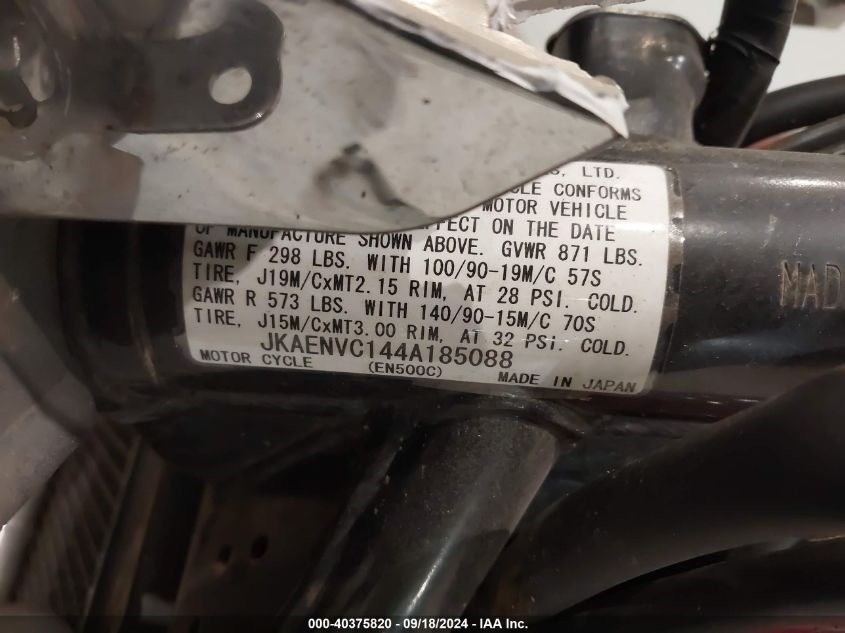 LTD.
CLE CONFORMS
MOTOR VEHICLE
EFFECT ON THE DATE
OF MANUFACTURE SHOWN ABOVE. GVWR 871 LBS.
GAWR F 298 LBS. WITH 100/90-19M/C 57S
TIRE, J19M/CxMT2.15 RIM, AT 28 PSI. COLD.
GAWR R 573 LBS. WITH 140/90-15M/C 70S
TIRE, J15M/CxMT3.00 RIM, AT 32 PSI. COLD.
JKAENVC144A185088
MOTOR CYCLE (EN500C) MADE IN JAPAN
MAD
000-40375820 / 09/18/2024 - IAA Inc.